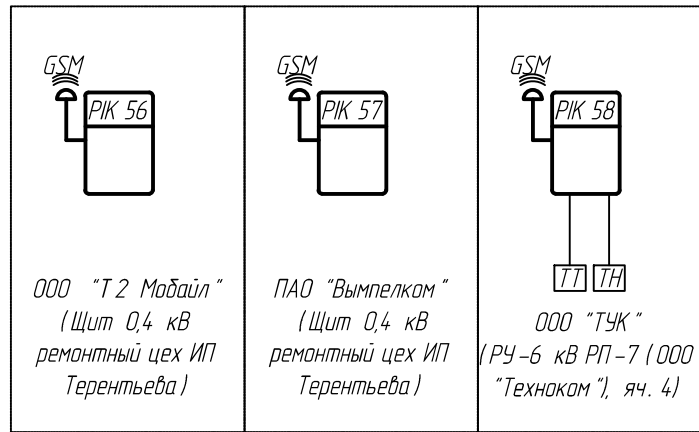 GSM
PIK 56
ООО "Т2 Мобайл"
(Щит 0,4 кВ
ремонтный цех ИП
Терентьева)
GSM
PIK 57
ПАО "Вымпелком"
(Щит 0,4 кВ
ремонтный цех ИП
Терентьева)
GSM
PIK 58
ТТ ТН
ООО "ТУК"
(РУ-6 кВ РП-7 (ООО
"Техноком"), яч. 4)